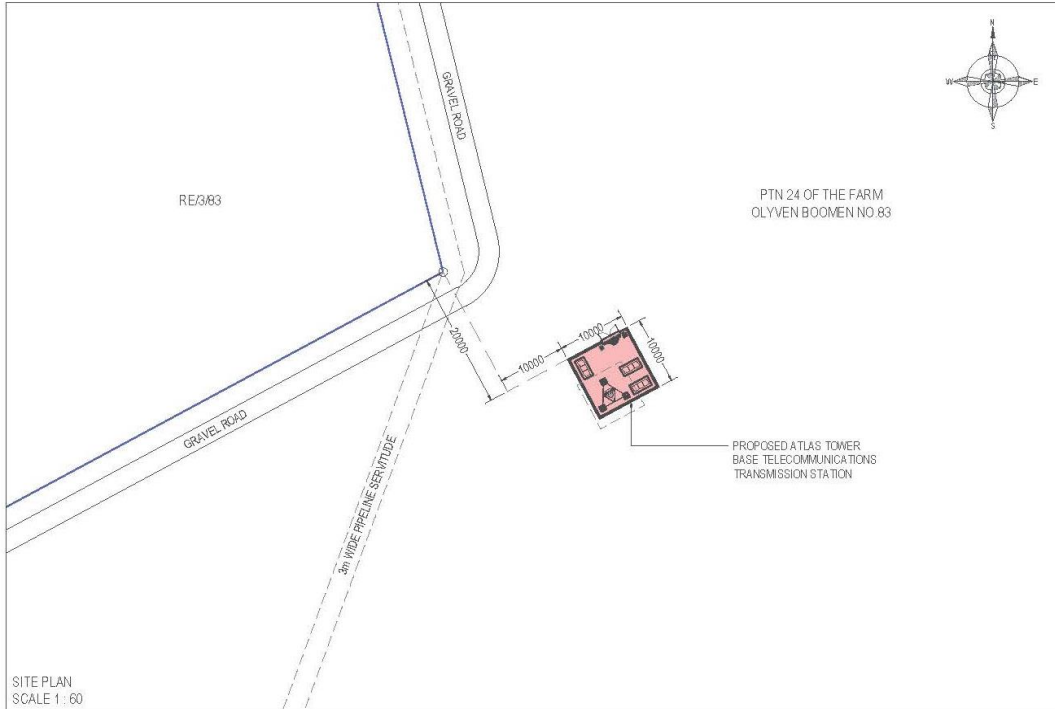 N
W
E
S
GRAVEL ROAD
RE/3/83
PTN 24 OF THE FARM
OLYVEN BOOMEN NO.83
20000
10000
10000
10000
GRAVEL ROAD
3m WIDE PIPELINE SERVITUDE
PROPOSED ATLAS TOWER
BASE TELECOMMUNICATIONS
TRANSMISSION STATION
SITE PLAN
SCALE 1 : 60